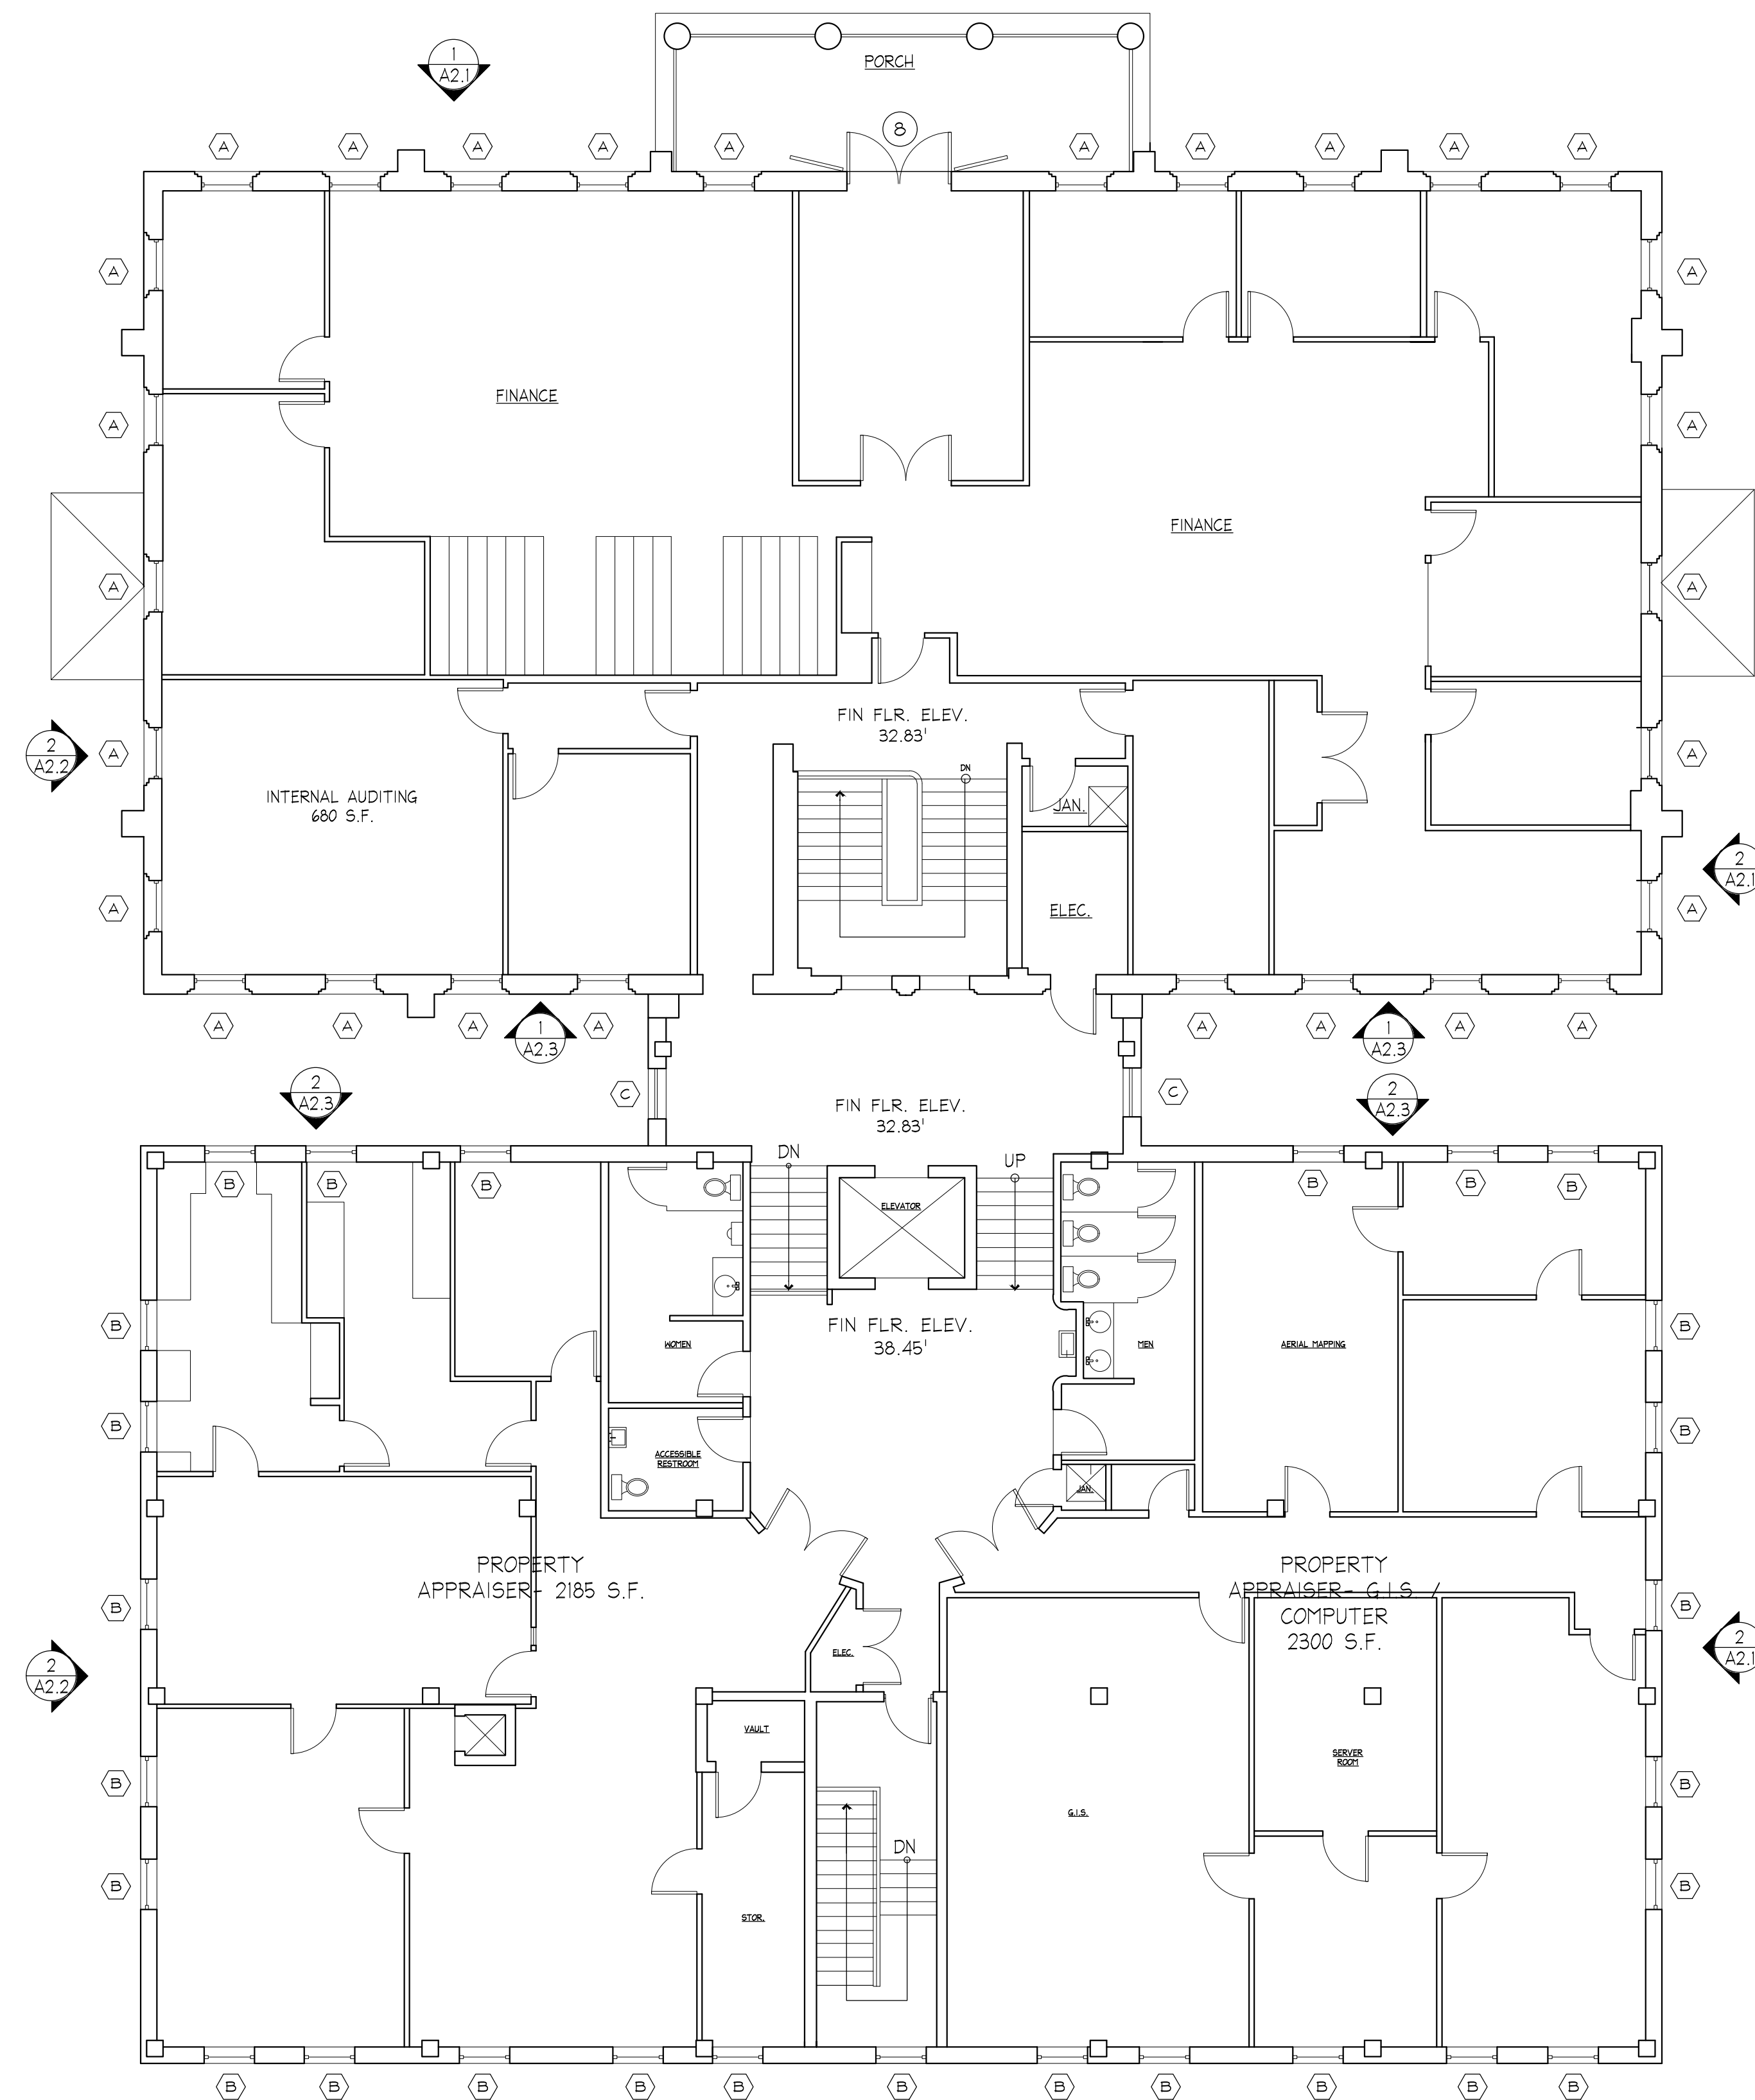 1
A2.1
PORCH
8
A
A
A
A
A
A
A
A
A
A
A
A
FINANCE
A
A
FINANCE
A
A
FIN FLR. ELEV.
32.83'
2
A2.2
A
DN
A
INTERNAL AUDITING
680 S.F.
JAN.
2
A2.1
A
ELEC.
A
A
A
A
1
A2.3
A
A
A
1
A2.3
A
A
2
A2.3
C
FIN FLR. ELEV.
32.83'
C
2
A2.3
DN
UP
B
B
B
B
B
B
ELEVATOR
B
FIN FLR. ELEV.
38.45'
B
WOMEN
MEN
AERIAL MAPPING
B
B
ACCESSIBLE
RESTROOM
JAN.
PROPERTY
APPRAISER- 2185 S.F.
PROPERTY
APPRAISER- G.I.S. /
COMPUTER
2300 S.F.
B
B
2
A2.2
ELEC.
2
A2.1
VAULT
SERVER
ROOM
B
B
G.I.S.
DN
B
B
STOR.
B
B
B
B
B
B
B
B
B
B
B